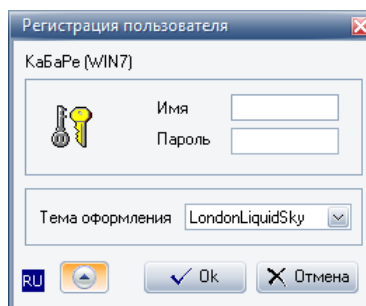 Регистрация пользователя
КаБаРе (WIN7)
Имя
Пароль
Тема оформления LondonLiquidSky
RU Ok Отмена